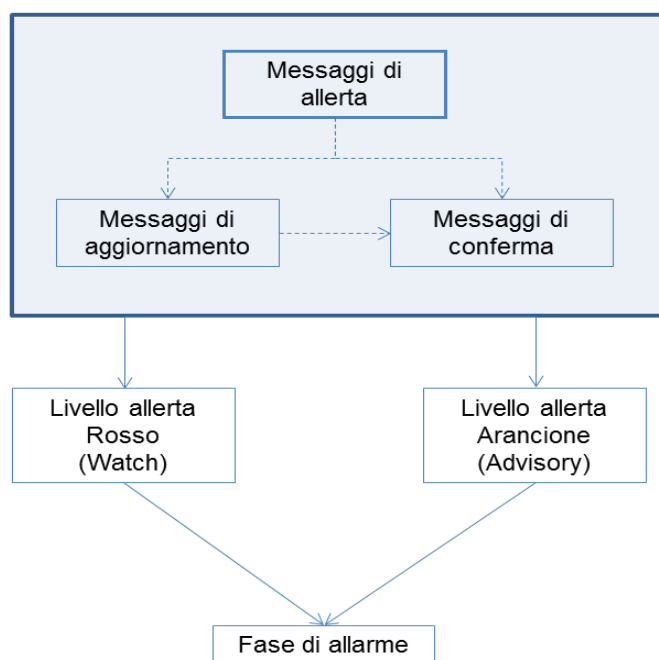 Messaggi di
allerta
Messaggi di
aggiornamento
Messaggi di
conferma
Livello allerta
Rosso
(Watch)
Livello allerta
Arancione
(Advisory)
Fase di allarme